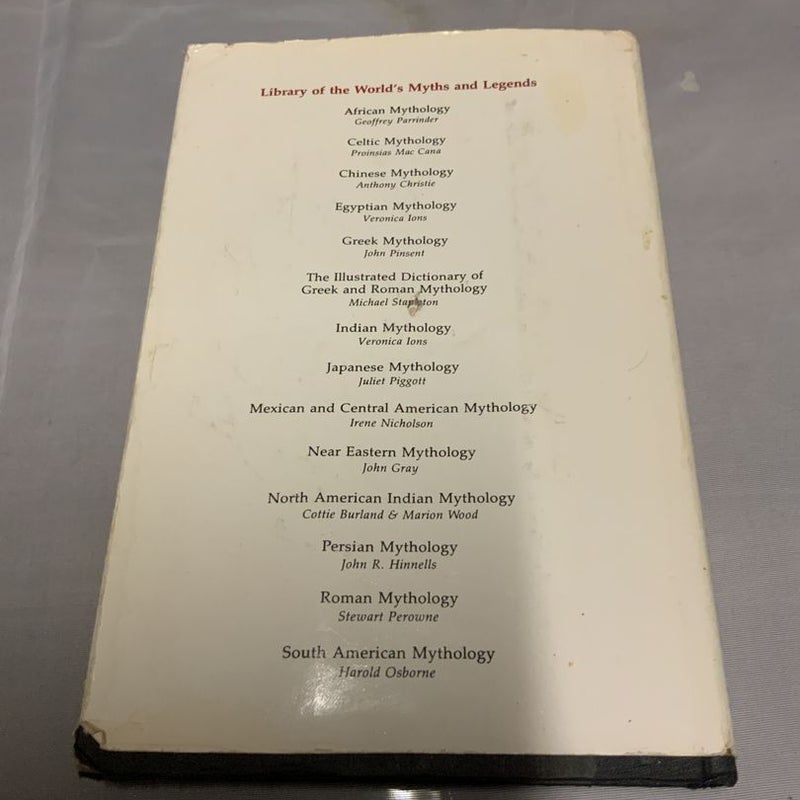 Library of the World's Myths and Legends
African Mythology
Geoffrey Parrinder
Celtic Mythology
Proinsias Mac Cana
Chinese Mythology
Anthony Christie
Egyptian Mythology
Veronica Ions
Greek Mythology
John Pinsent
The Illustrated Dictionary of
Greek and Roman Mythology
Michael Stapleton
Indian Mythology
Veronica Ions
Japanese Mythology
Juliet Piggott
Mexican and Central American Mythology
Irene Nicholson
Near Eastern Mythology
John Gray
North American Indian Mythology
Cottie Burland & Marion Wood
Persian Mythology
John R. Hinnells
Roman Mythology
Stewart Perowne
South American Mythology
Harold Osborne